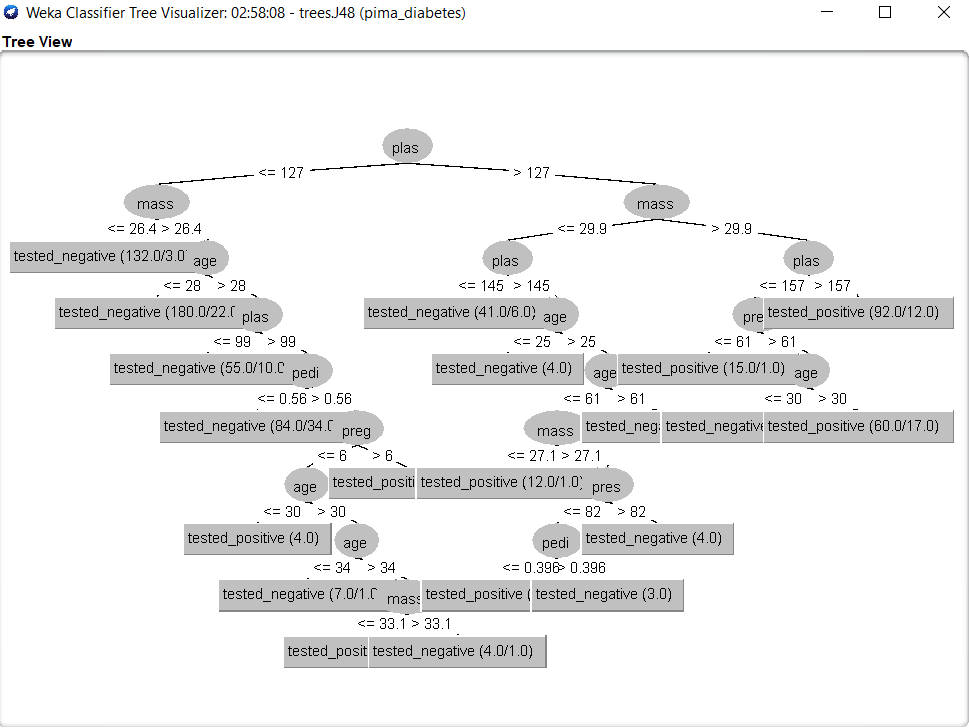 Weka Classifier Tree Visualizer: 02:58:08 - trees.J48 (pima_diabetes)
Tree View
plas
<= 127 > 127
mass mass
<= 26.4 > 26.4 <= 29.9 > 29.9
tested_negative (132.0/3.0 age plas plas
<= 28 > 28 <= 145 > 145 <= 157 > 157
tested_negative (180.0/22.0 plas tested_negative (41.0/6.0) age pre tested_positive (92.0/12.0)
<= 99 > 99 <= 25 > 25 <= 61 > 61
tested_negative (55.0/10.0 pedi tested_negative (4.0) age tested_positive (15.0/1.0) age
<= 0.56 > 0.56 <= 61 > 61 <= 30 > 30
tested_negative (84.0/34.0 preg mass tested_neg tested_negative tested_positive (60.0/17.0)
<= 6 > 6 <= 27.1 > 27.1
age tested_positi tested_positive (12.0/1.0) pres
<= 30 > 30 <= 82 > 82
tested_positive (4.0) age pedi tested_negative (4.0)
<= 34 > 34 <= 0.396 > 0.396
tested_negative (7.0/1.0 mass tested_positive ( tested_negative (3.0)
<= 33.1 > 33.1
tested_posit tested_negative (4.0/1.0)